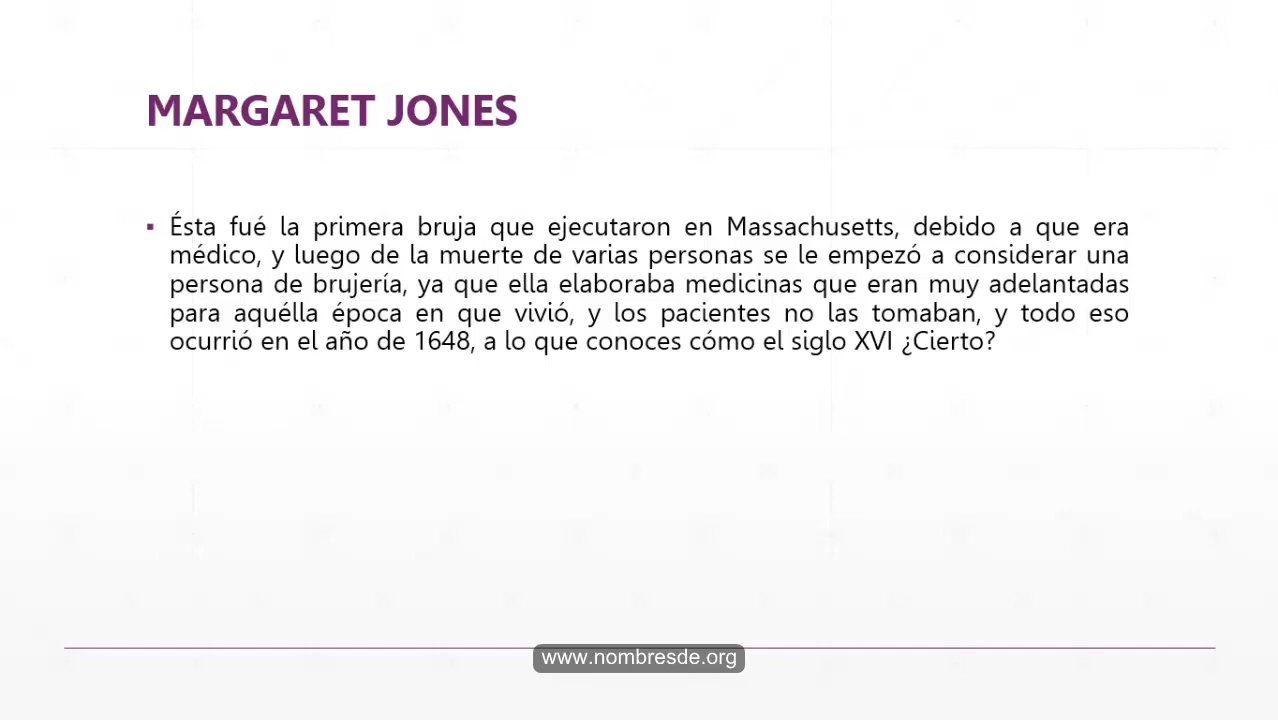 MARGARET JONES
▪ Ésta fué la primera bruja que ejecutaron en Massachusetts, debido a que era
médico, y luego de la muerte de varias personas se le empezó a considerar una
persona de brujería, ya que ella elaboraba medicinas que eran muy adelantadas
para aquélla época en que vivió, y los pacientes no las tomaban, y todo eso
ocurrió en el año de 1648, a lo que conoces cómo el siglo XVI ¿Cierto?
www.nombresde.org